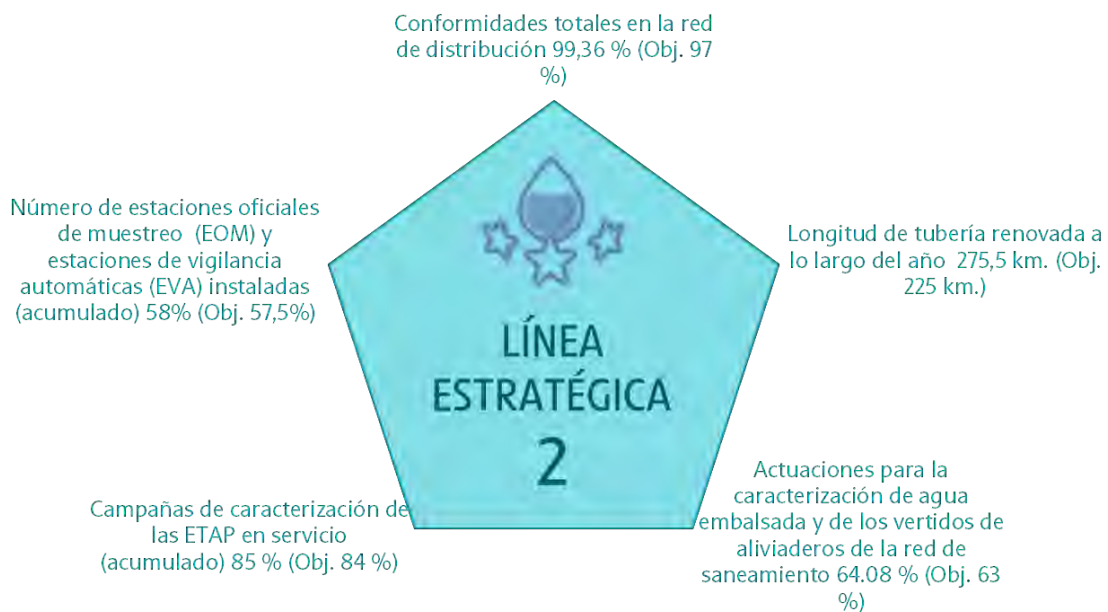 Conformidades totales en la red
de distribución 99,36 % (Obj. 97
%)
Número de estaciones oficiales
de muestreo (EOM) y
estaciones de vigilancia
automáticas (EVA) instaladas
(acumulado) 58% (Obj. 57,5%)
Longitud de tubería renovada a
lo largo del año 275,5 km. (Obj.
225 km.)
LÍNEA
ESTRATÉGICA
2
Campañas de caracterización de
las ETAP en servicio
(acumulado) 85 % (Obj. 84 %)
Actuaciones para la
caracterización de agua
embalsada y de los vertidos de
aliviaderos de la red de
saneamiento 64.08 % (Obj. 63
%)